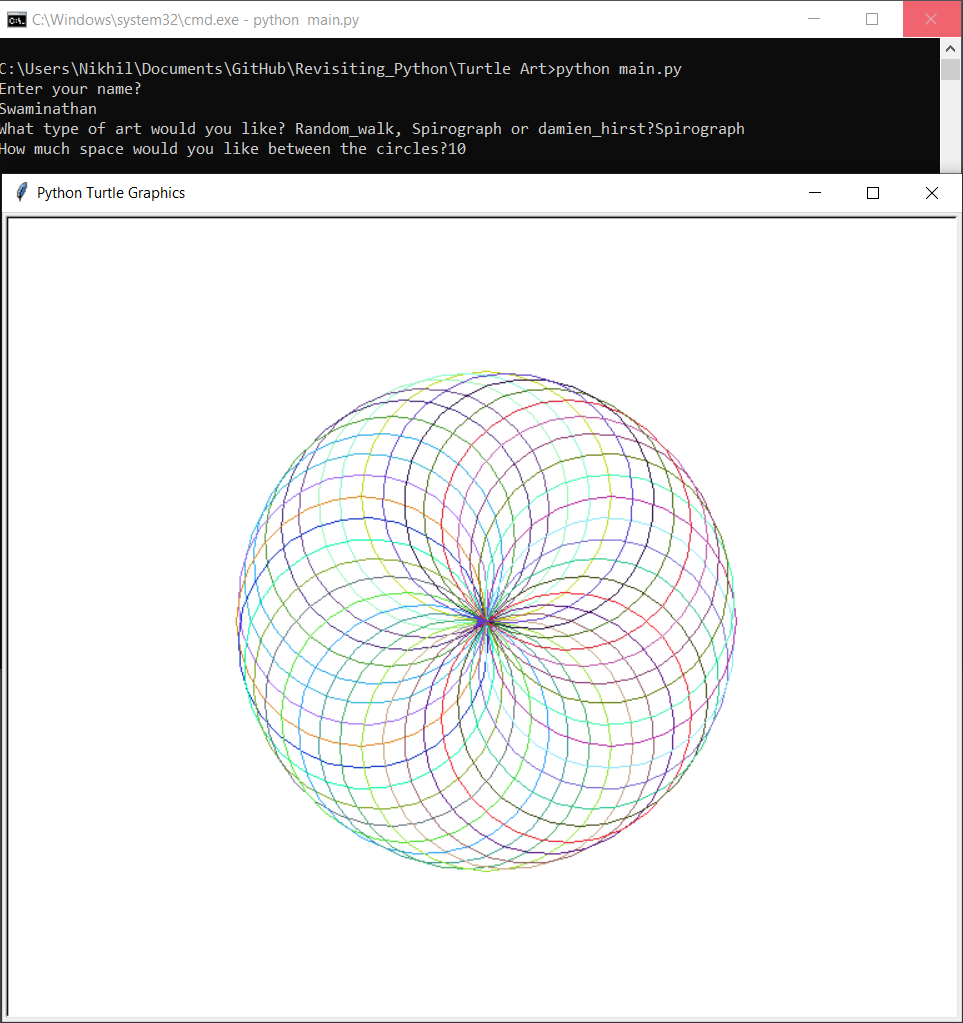 C:\Windows\system32\cmd.exe - python  main.py
C:\Users\Nikhil\Documents\GitHub\Revisiting_Python\Turtle Art>python main.py
Enter your name?
Swaminathan
What type of art would you like? Random_walk, Spirograph or damien_hirst?Spirograph
How much space would you like between the circles?10
Python Turtle Graphics